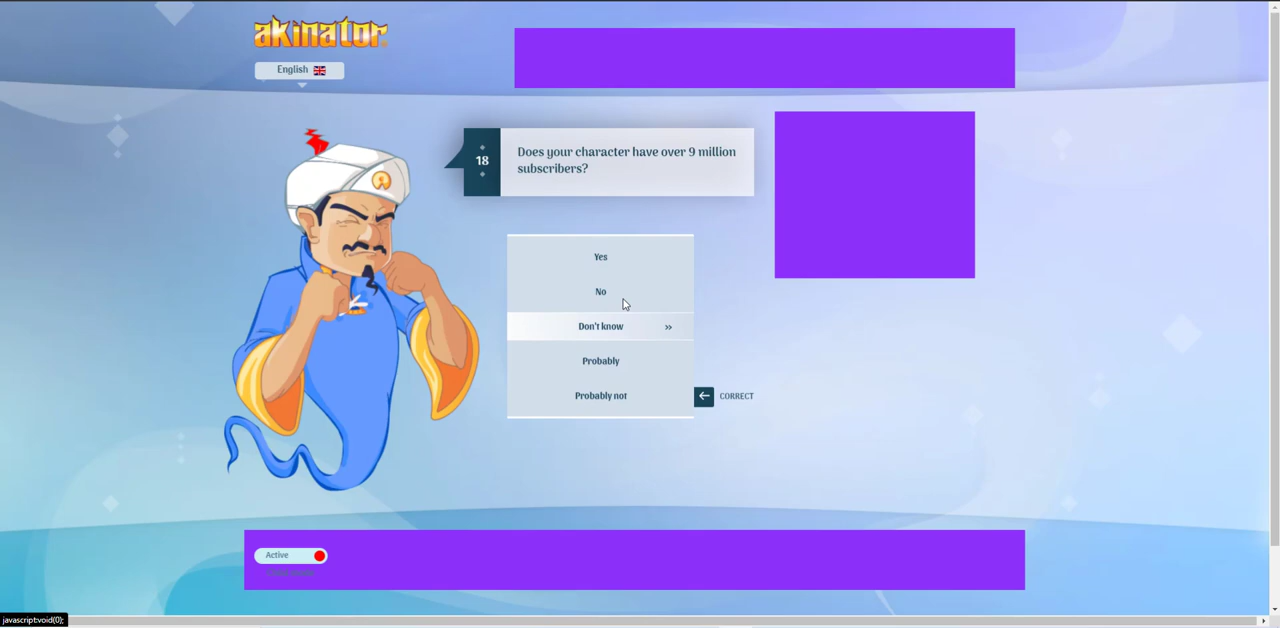 akinator
English
18
Does your character have over 9 million
subscribers?
Yes
No
Don't know
Probably
Probably not
CORRECT
Active
javascript:void(0);